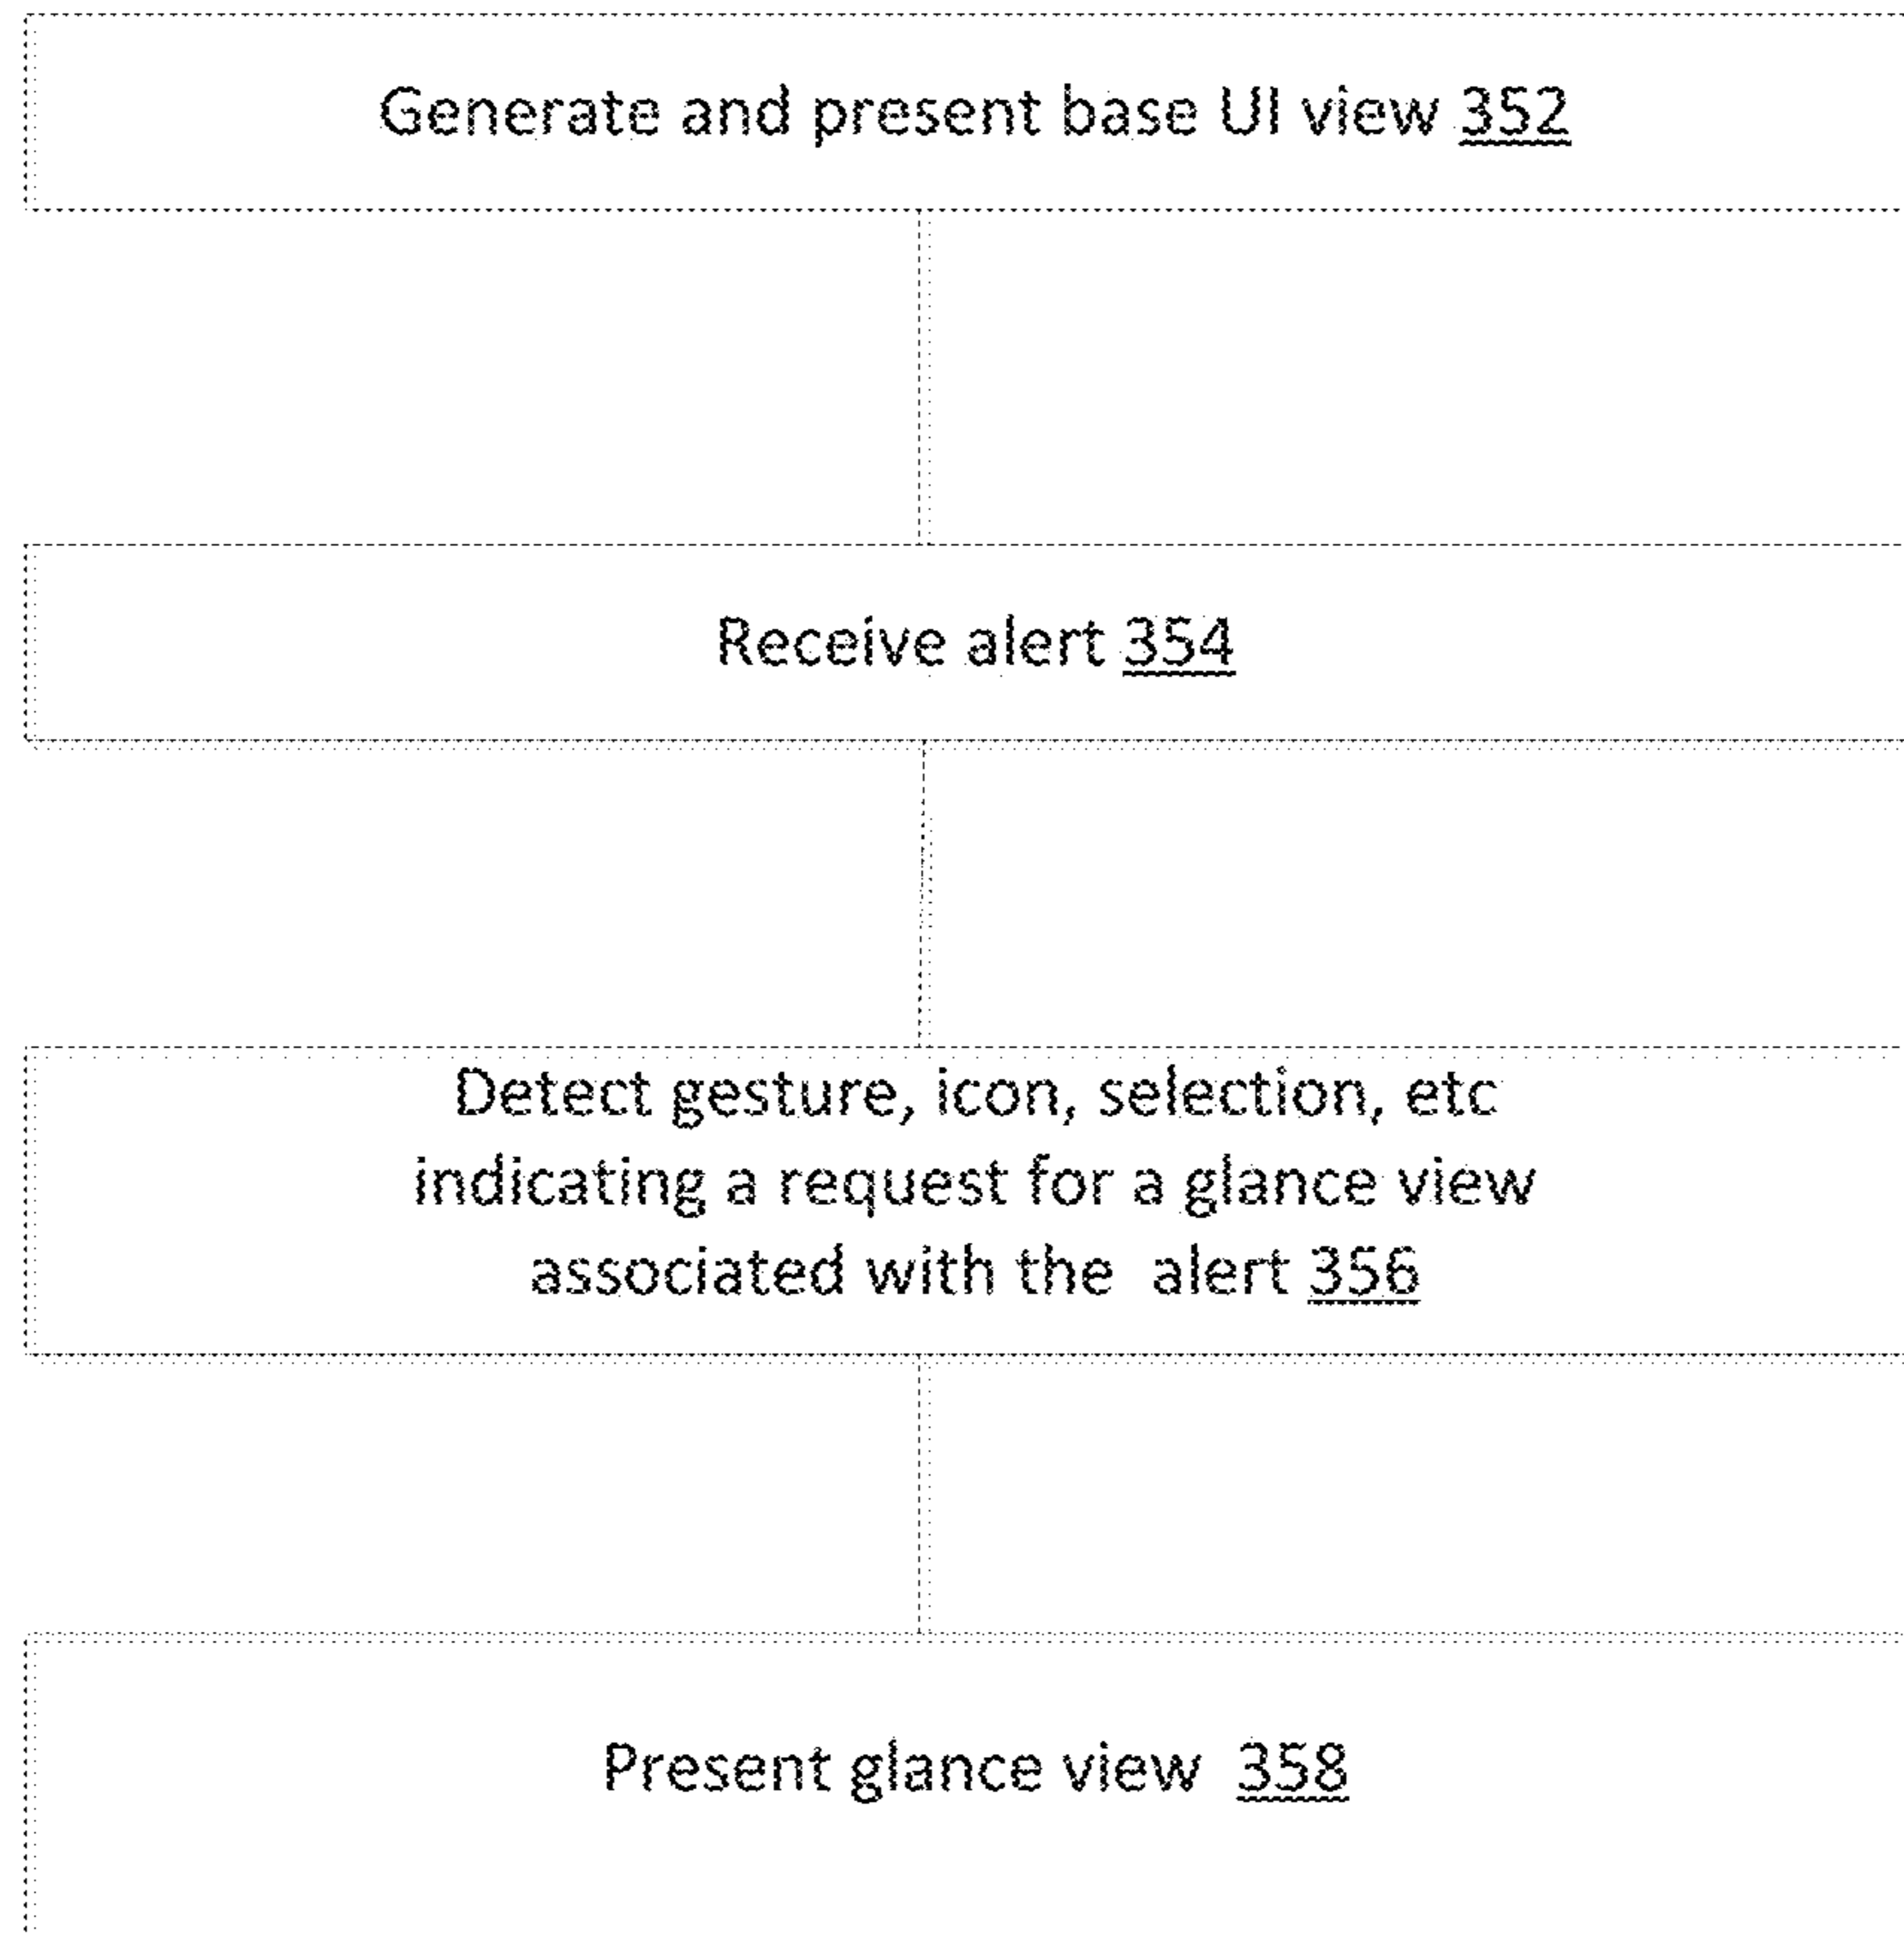 Generate and present base UI view 352
Receive alert 354
Detect gesture, icon, selection, etc
indicating a request for a glance view
associated with the  alert 356
Present glance view  358